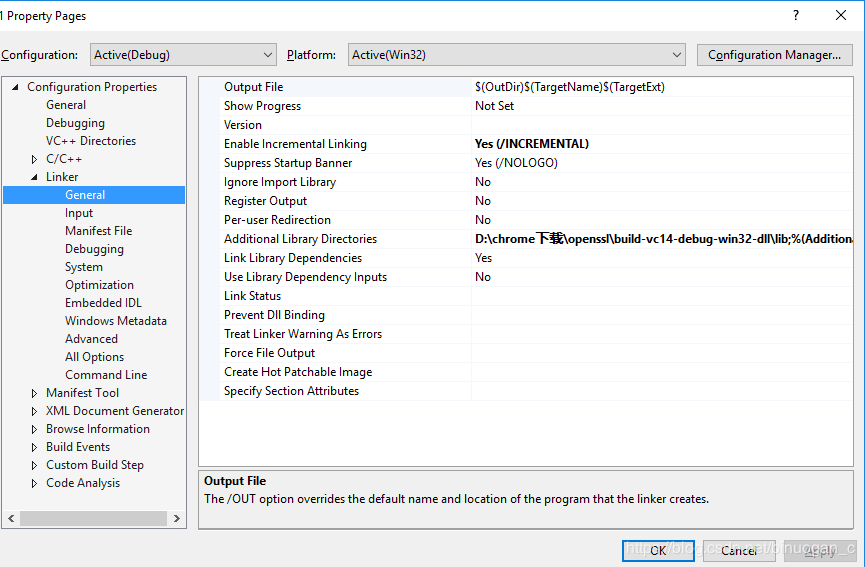 1 Property Pages
?
Configuration: Active(Debug) Platform: Active(Win32) Configuration Manager...
Configuration Properties
General
Debugging
VC++ Directories
C/C++
Linker
General
Input
Manifest File
Debugging
System
Optimization
Embedded IDL
Windows Metadata
Advanced
All Options
Command Line
Manifest Tool
XML Document Generator
Browse Information
Build Events
Custom Build Step
Code Analysis
Output File $(OutDir)$(TargetName)$(TargetExt)
Show Progress Not Set
Version
Enable Incremental Linking Yes (/INCREMENTAL)
Suppress Startup Banner Yes (/NOLOGO)
Ignore Import Library No
Register Output No
Per-user Redirection No
Additional Library Directories D:\chrome下载\openssl\build-vc14-debug-win32-dll\lib;%(Additiona
Link Library Dependencies Yes
Use Library Dependency Inputs No
Link Status
Prevent Dll Binding
Treat Linker Warning As Errors
Force File Output
Create Hot Patchable Image
Specify Section Attributes
Output File
The /OUT option overrides the default name and location of the program that the linker creates.
OK Cancel Apply